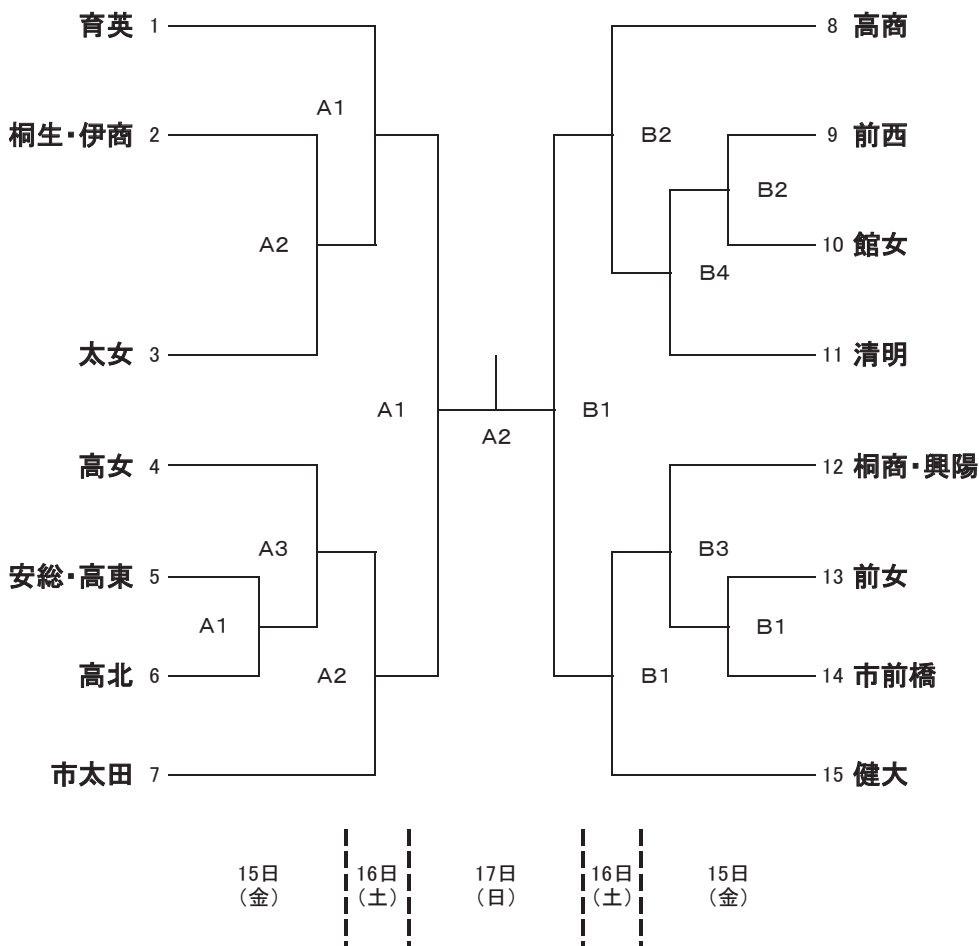 育英 1
A1
桐生・伊商 2
A2
太女 3
A1
高女 4
A3
安総・高東 5
A1
高北 6
A2
市太田 7
A2
8 高商
B2
9 前西
B2
10 館女
B4
11 清明
B1
12 桐商・興陽
B3
13 前女
B1
14 市前橋
B1
15 健大
15日
（金）
16日
（土）
17日
（日）
16日
（土）
15日
（金）